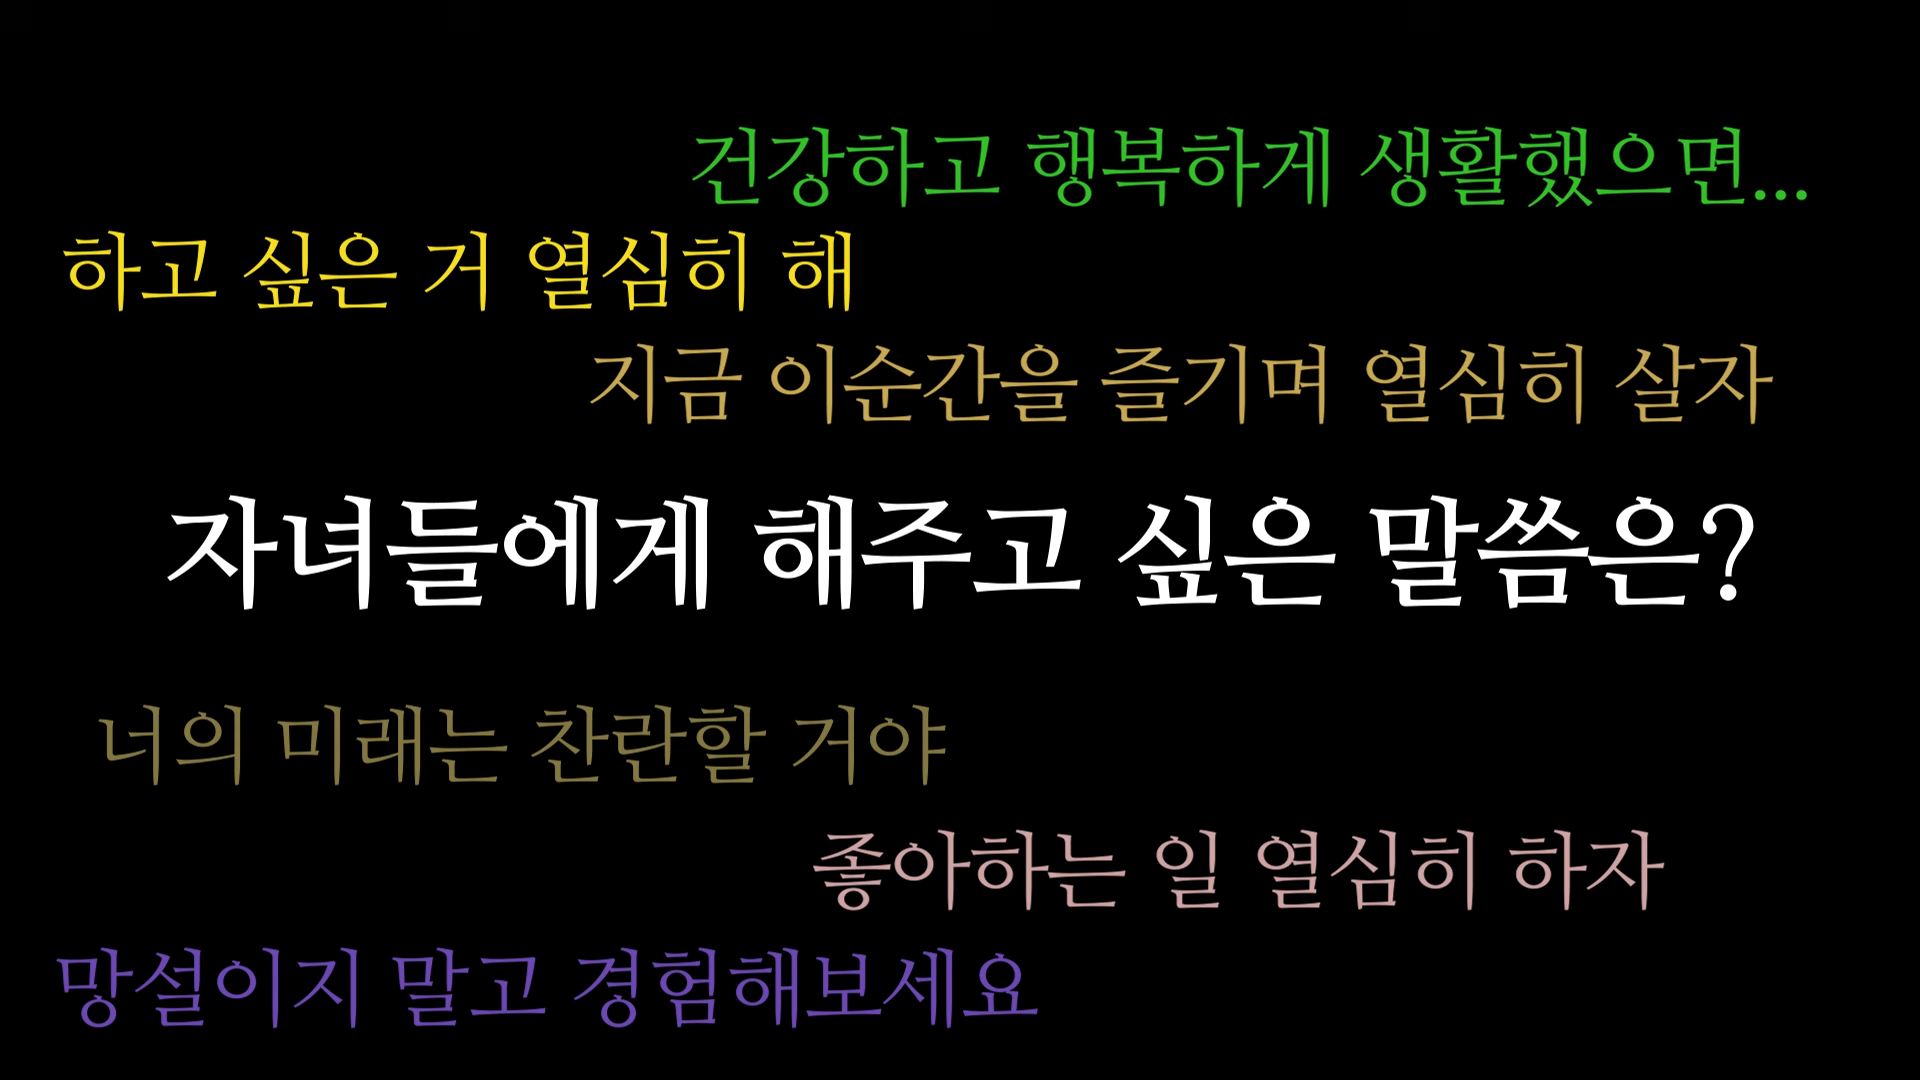 건강하고 행복하게 생활했으면...
하고 싶은 거 열심히 해
지금 이순간을 즐기며 열심히 살자
자녀들에게 해주고 싶은 말씀은?
너의 미래는 찬란할 거야
좋아하는 일 열심히 하자
망설이지 말고 경험해보세요